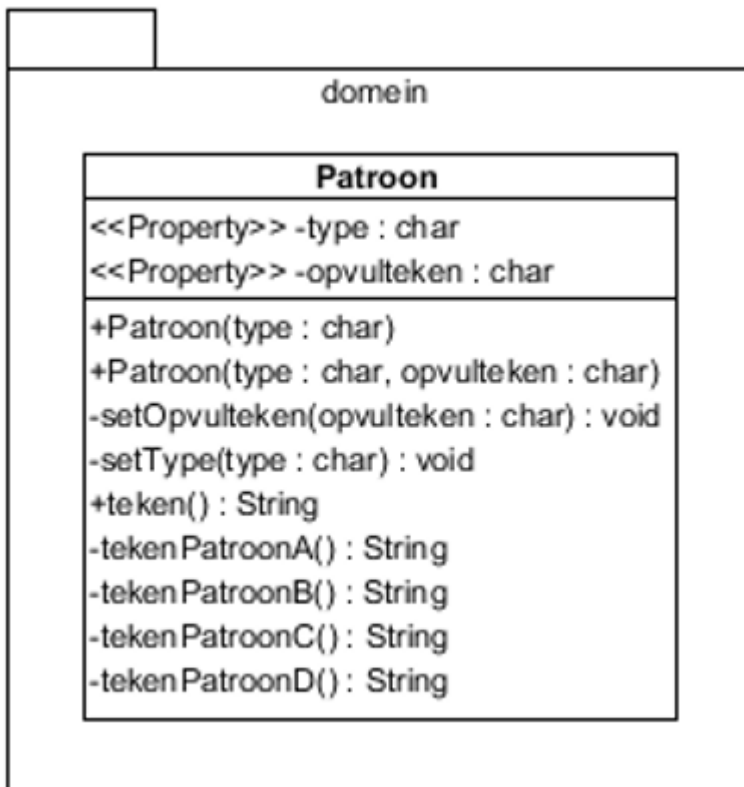 domein
Patroon
<<Property>> -type : char
<<Property>> -opvulteken : char
+Patroon(type : char)
+Patroon(type : char, opvulteken : char)
-setOpvulteken(opvulteken : char) : void
-setType(type : char) : void
+teken() : String
-tekenPatroonA() : String
-tekenPatroonB() : String
-tekenPatroonC() : String
-tekenPatroonD() : String